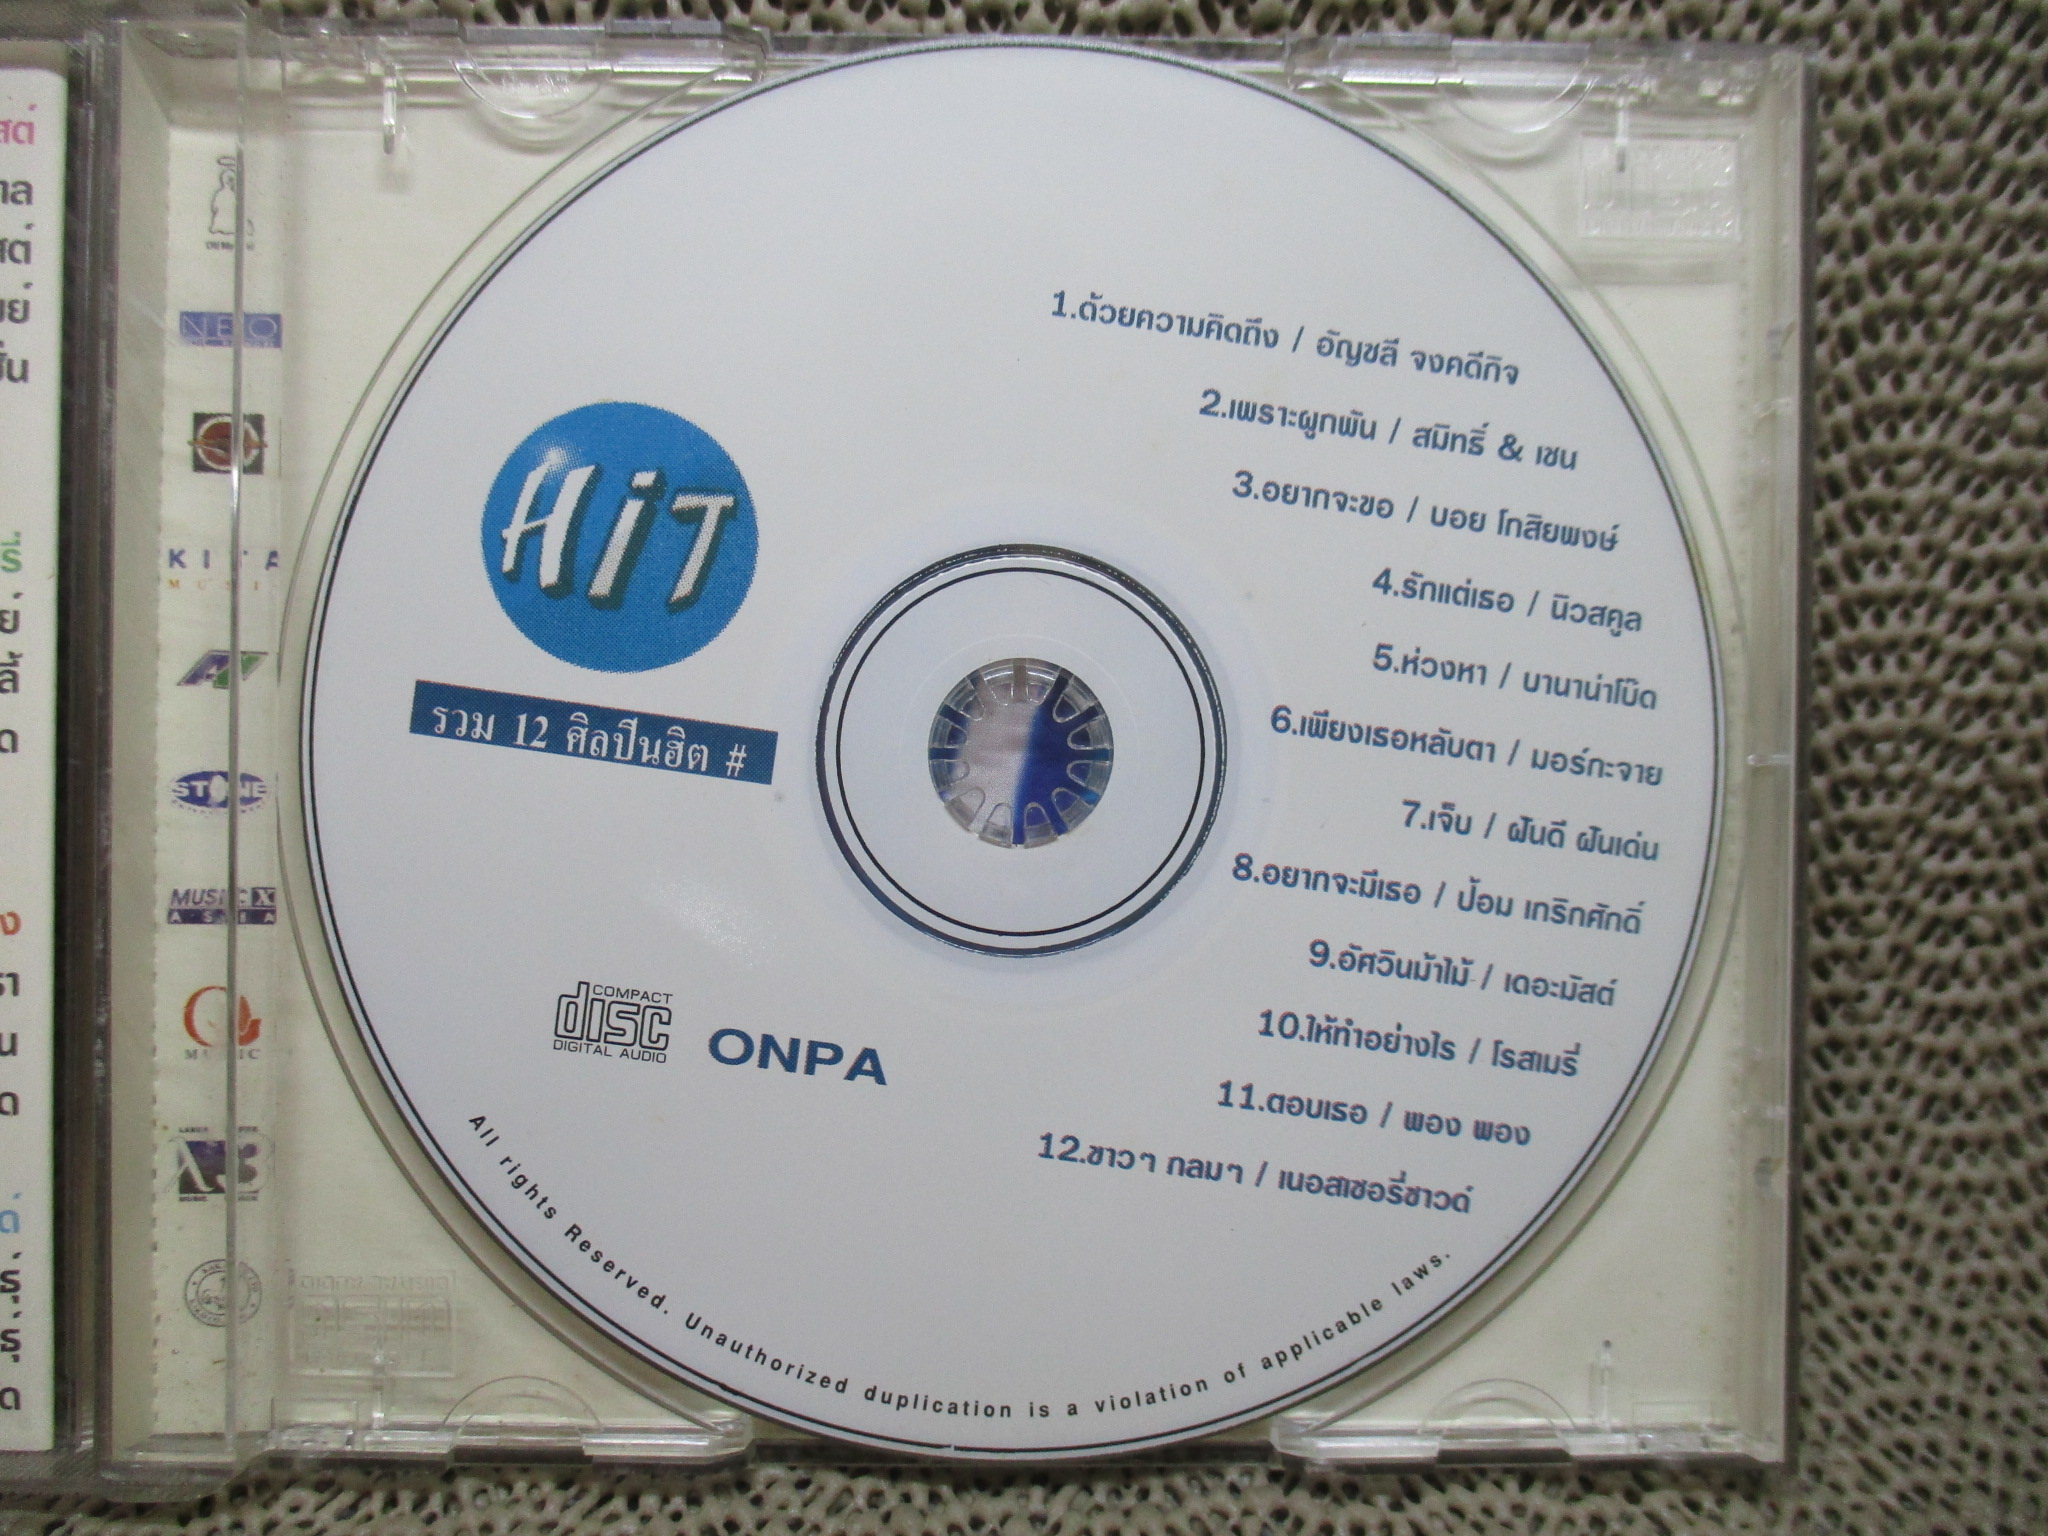 HiT
รวม 12 ศิลปินฮิต #
1.ด้วยความคิดถึง / อัญชลี จงคดีกิจ
2.เพราะผูกพัน / สมิทธิ์ & เชน
3.อยากจะขอ / บอย โกสิยพงษ์
4.รักแต่เธอ / นิวสคูล
5.ห่วงหา / บานาน่าโบ๊ต
6.เพียงเธอหลับตา / มอร์กะจาย
7.เจ็บ / ฝันดี ฝันเด่น
8.อยากจะมีเธอ / ป้อม เกริกศักดิ์
9.อัศวินม้าไม้ / เดอะมัสต์
10.ให้ทำอย่างไร / โรสเมรี่
11.ตอบเธอ / พอง พอง
12.ขาวๆ กลมๆ / เนอสเซอรี่ซาวด์
COMPACT
disc
DIGITAL AUDIO
ONPA
All rights Reserved. Unauthorized duplication is a violation of applicable laws.
NEO
KITA
MUSIC
STONE
MUSIC X
ASIA
MUSIC